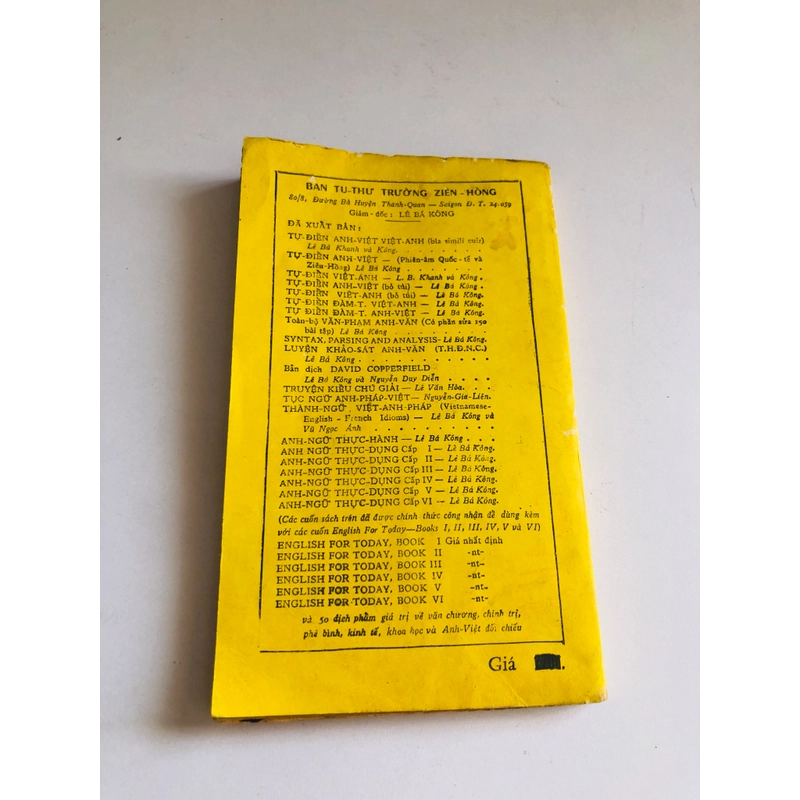 BAN TU-THƯ TRƯỜNG ZIÊN-HỒNG
80/8, Đường Bà Huyện Thanh-Quan — Saigon Đ. T. 24.059
Giám-đốc : LÊ BÁ KÔNG
ĐÃ XUẤT BẢN :
TỰ-ĐIỂN ANH-VIỆT VIỆT-ANH (bìa simili cuir)
Lê Bá Khanh và Kông. . . . . . . .
TỰ-ĐIỂN ANH-VIỆT — (Phiên-âm Quốc-tế và
Ziên-Hồng) Lê Bá Kông . . . . . . .
TỰ-ĐIỂN VIỆT-ANH — L. B. Khanh và Kông .
TỰ-ĐIỂN ANH-VIỆT (bỏ túi) — Lê Bá Kông .
TỰ-ĐIỂN VIỆT-ANH (bỏ túi) — Lê Bá Kông.
TỰ ĐIỂN ĐÀM-T. VIỆT-ANH — Lê Bá Kông.
TỰ ĐIỂN ĐÀM-T. ANH-VIỆT — Lê Bá Kông.
Toàn-bộ VĂN-PHẠM ANH-VĂN (Có phần sửa 150
bài tập) Lê Bá Kông . . . . . . .
SYNTAX, PARSING AND ANALYSIS- Lê Bá Kông.
LUYỆN KHẢO-SÁT ANH-VĂN (T.H.Đ.N.C.)
Lê Bá Kông . . . . . . . . . . .
Bản dịch DAVID COPPERFIELD
Lê Bá Kông và Nguyễn Duy Diễn . . . .
TRUYỆN KIỀU CHÚ GIẢI — Lê Văn Hòa. . .
TỤC NGỮ ANH-PHÁP-VIỆT— Nguyễn-Gia-Liên.
THÀNH-NGỮ VIỆT-ANH-PHÁP (Vietnamese-
English - French Idioms) — Lê Bá Kông và
Vũ Ngọc Ánh . . . . . . . . . .
ANH-NGỮ THỰC-HÀNH — Lê Bá Kông. . .
ANH-NGỮ THỰC-DỤNG Cấp I — Lê Bá Kông.
ANH-NGỮ THỰC-DỤNG Cấp II — Lê Bá Kông.
ANH-NGỮ THỰC-DỤNG Cấp III — Lê Bá Kông.
ANH-NGỮ THỰC-DỤNG Cấp IV — Lê Bá Kông.
ANH-NGỮ THỰC-DỤNG Cấp V — Lê Bá Kông.
ANH-NGỮ THỰC-DỤNG Cấp VI — Lê Bá Kông.
(Các cuốn sách trên đã được chính thức công nhận để dùng kèm
với các cuốn English For Today—Books I, II, III, IV, V và VI)
ENGLISH FOR TODAY, BOOK I Giá nhất định
ENGLISH FOR TODAY, BOOK II -nt-
ENGLISH FOR TODAY, BOOK III -nt-
ENGLISH FOR TODAY, BOOK IV -nt-
ENGLISH FOR TODAY, BOOK V -nt-
ENGLISH FOR TODAY, BOOK VI -nt-
và 50 dịch phẩm giá trị về văn chương, chính trị,
phê bình, kinh tế, khoa học và Anh-Việt đối chiếu
Giá